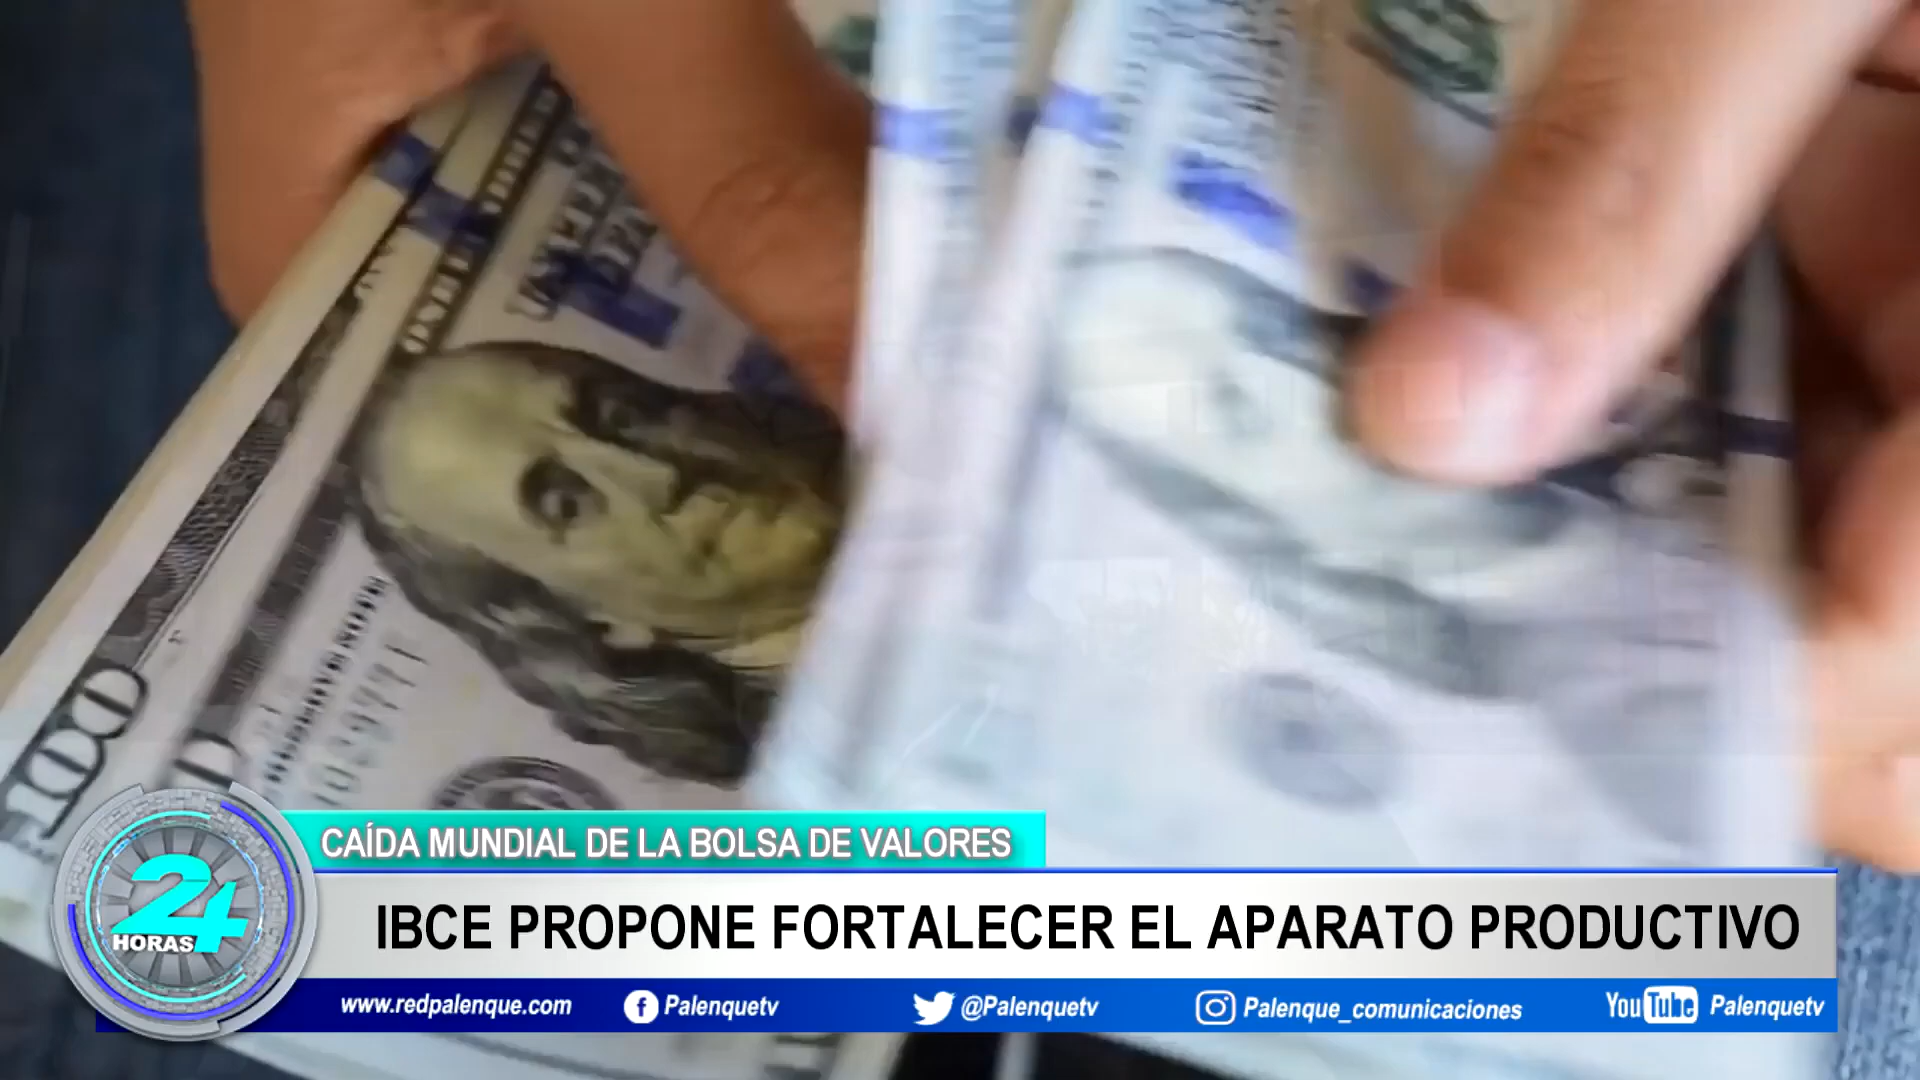 100
CAÍDA MUNDIAL DE LA BOLSA DE VALORES
24
HORAS
IBCE PROPONE FORTALECER EL APARATO PRODUCTIVO
www.redpalenque.com Palenquetv @Palenquetv Palenque_comunicaciones YouTube Palenquetv